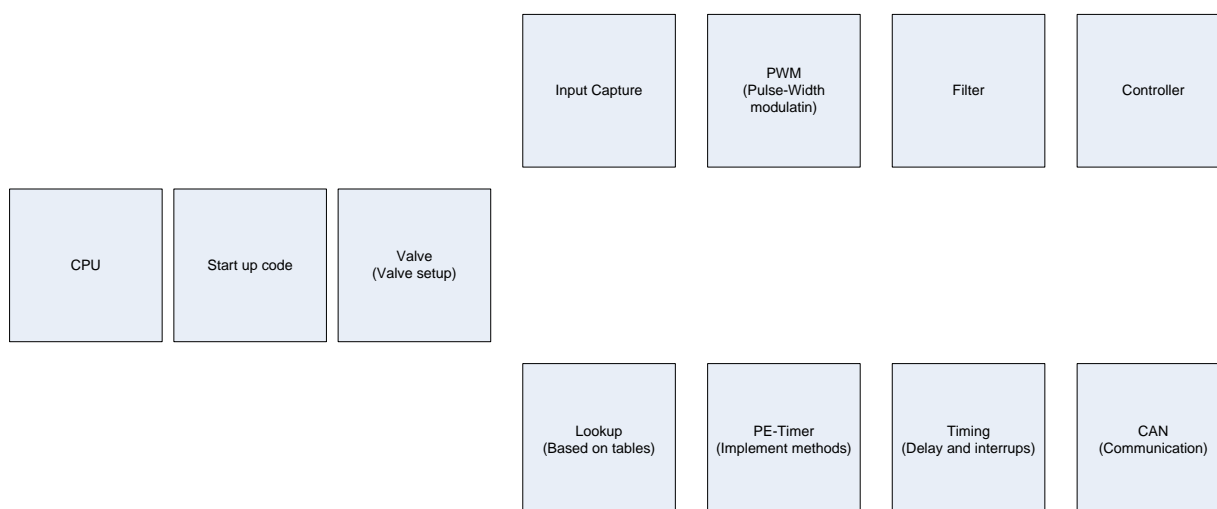 Input Capture
PWM
(Pulse-Width
modulatin)
Filter
Controller
CPU
Start up code
Valve
(Valve setup)
Lookup
(Based on tables)
PE-Timer
(Implement methods)
Timing
(Delay and interrups)
CAN
(Communication)